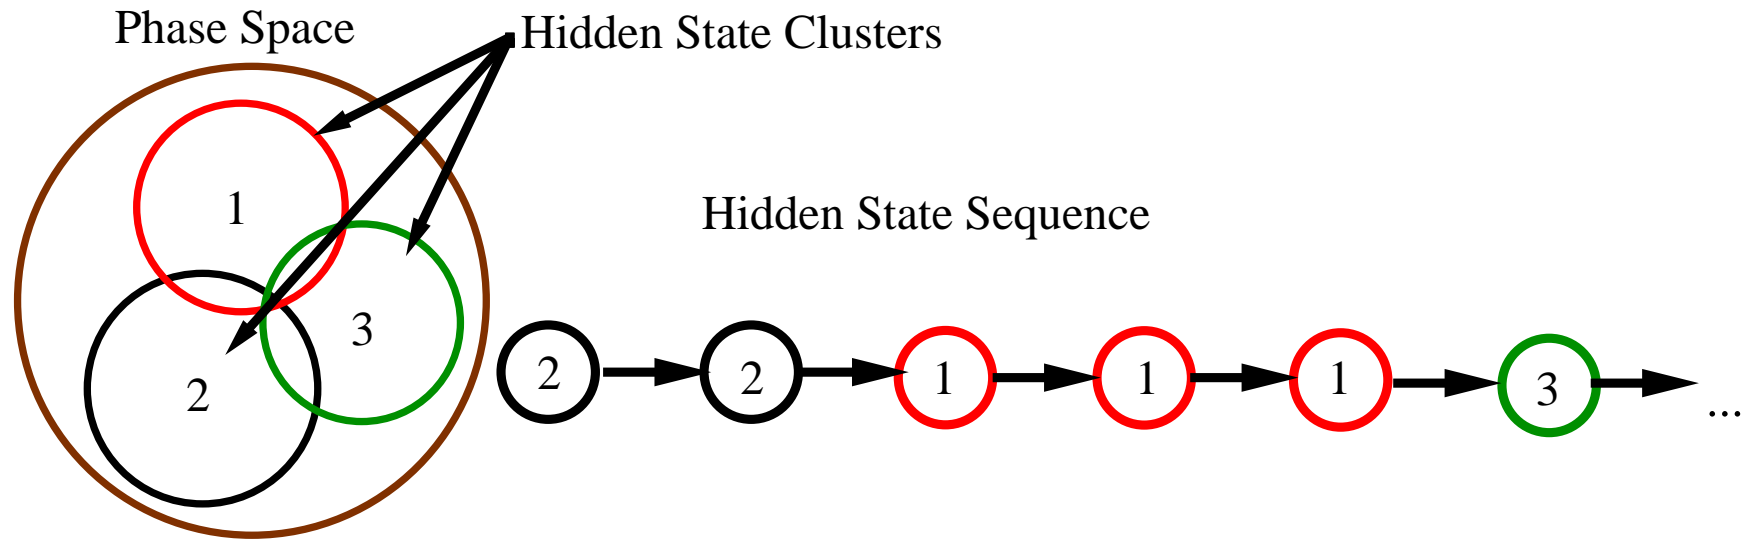 Phase Space
Hidden State Clusters
1
3
2
Hidden State Sequence
2 2 1 1 1 3 ...